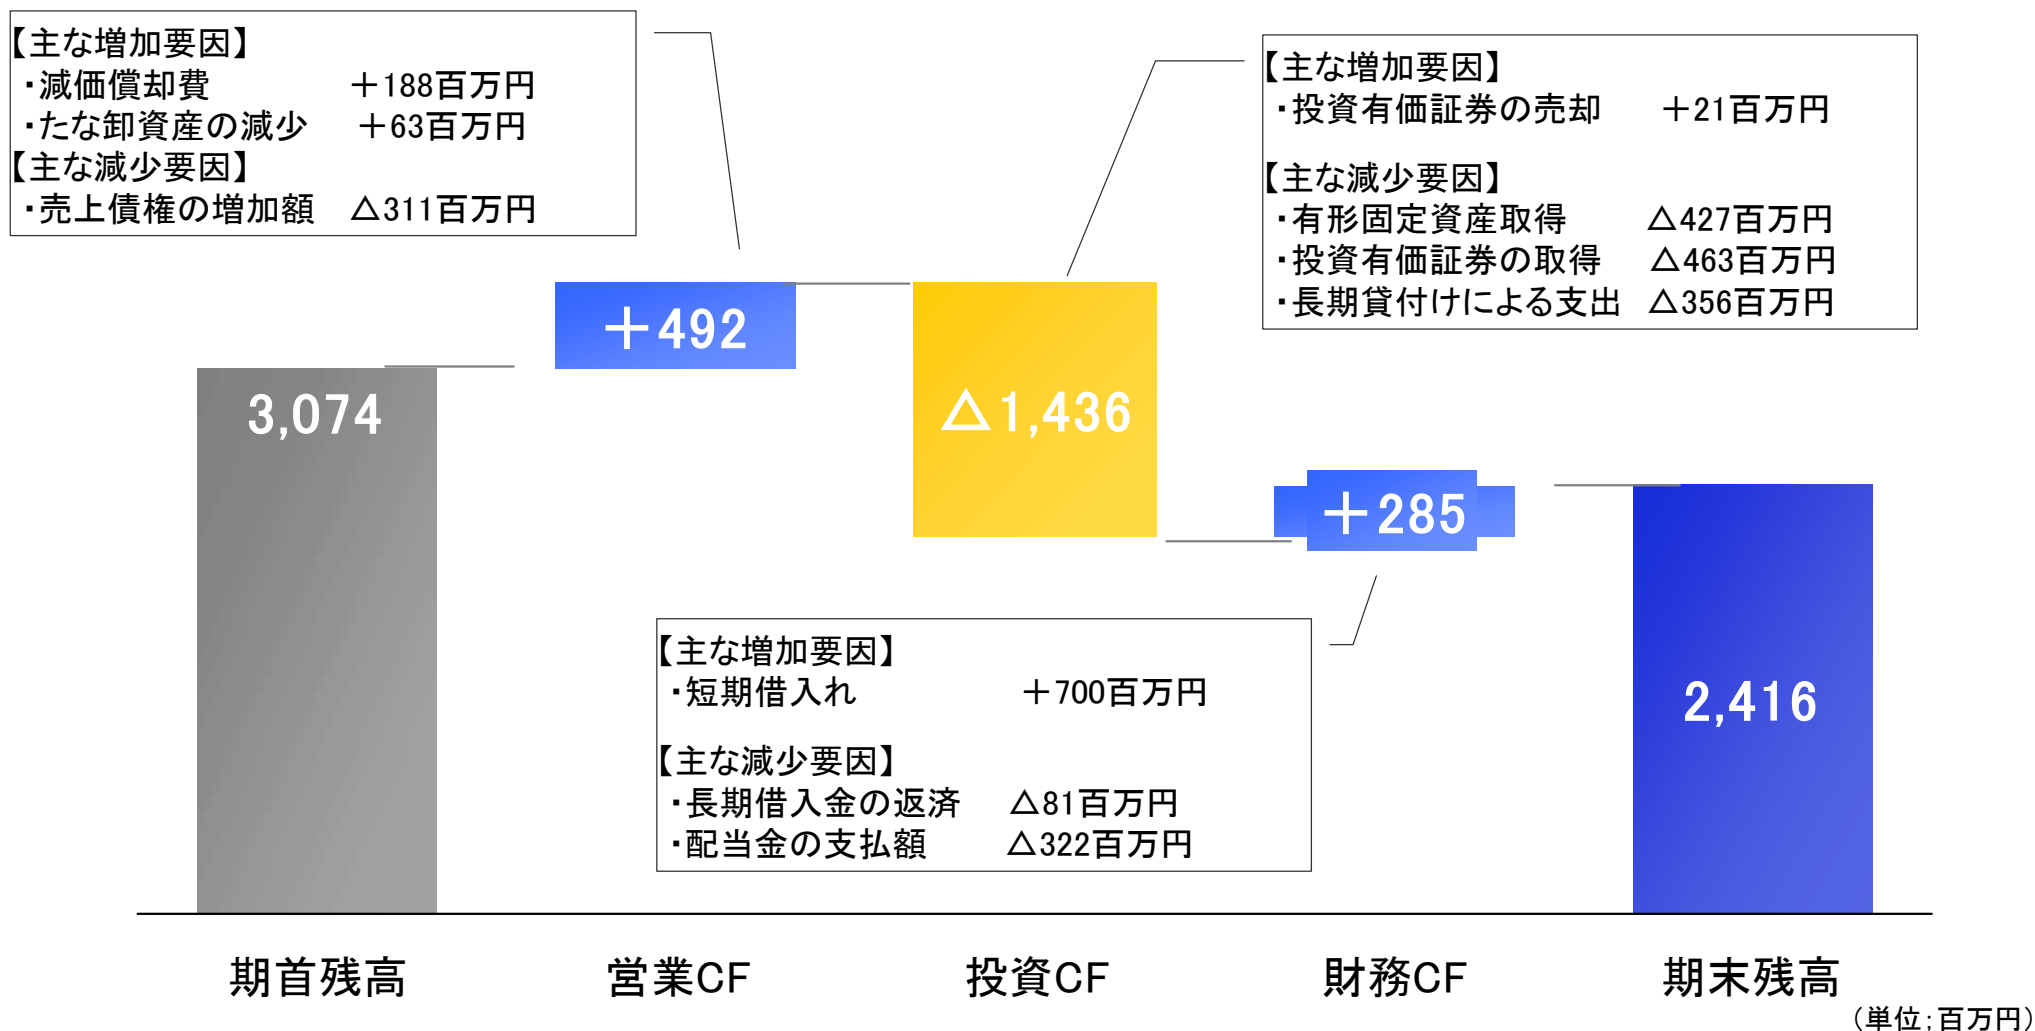 【主な増加要因】
・減価償却費 ＋188百万円
・たな卸資産の減少 ＋63百万円
【主な減少要因】
・売上債権の増加額 △311百万円
【主な増加要因】
・投資有価証券の売却 ＋21百万円
【主な減少要因】
・有形固定資産取得 △427百万円
・投資有価証券の取得 △463百万円
・長期貸付けによる支出 △356百万円
＋492
3,074
△1,436
＋285
【主な増加要因】
・短期借入れ ＋700百万円
【主な減少要因】
・長期借入金の返済 △81百万円
・配当金の支払額 △322百万円
2,416
期首残高 営業CF 投資CF 財務CF 期末残高
（単位；百万円）